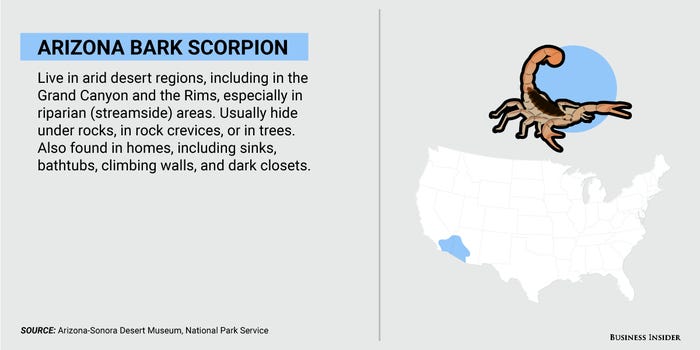 ARIZONA BARK SCORPION
Live in arid desert regions, including in the
Grand Canyon and the Rims, especially in
riparian (streamside) areas. Usually hide
under rocks, in rock crevices, or in trees.
Also found in homes, including sinks,
bathtubs, climbing walls, and dark closets.
SOURCE: Arizona-Sonora Desert Museum, National Park Service
BUSINESS INSIDER